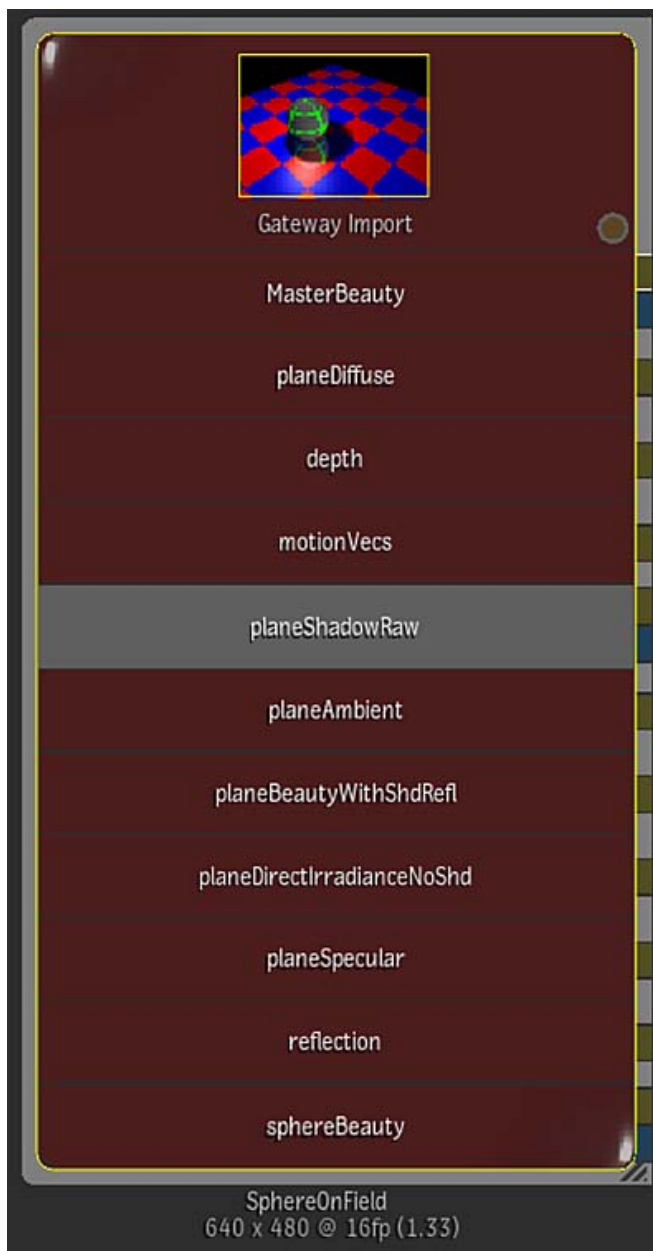 Gateway Import
MasterBeauty
planeDiffuse
depth
motionVecs
planeShadowRaw
planeAmbient
planeBeautyWithShdRefl
planeDirectIrradianceNoShd
planeSpecular
reflection
sphereBeauty
SphereOnField
640 x 480 @ 16fp (1.33)